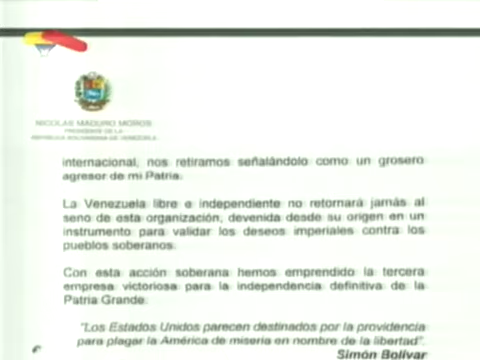 NICOLÁS MADURO MOROS
PRESIDENTE DE LA
REPÚBLICA BOLIVARIANA DE VENEZUELA
internacional, nos retiramos señalándolo como un grosero
agresor de mi Patria.
La Venezuela libre e independiente no retornará jamás al
seno de esta organización, devenida desde su origen en un
instrumento para validar los deseos imperiales contra los
pueblos soberanos.
Con esta acción soberana hemos emprendido la tercera
empresa victoriosa para la independencia definitiva de la
Patria Grande:
"Los Estados Unidos parecen destinados por la providencia
para plagar la América de miseria en nombre de la libertad".
Simón Bolívar